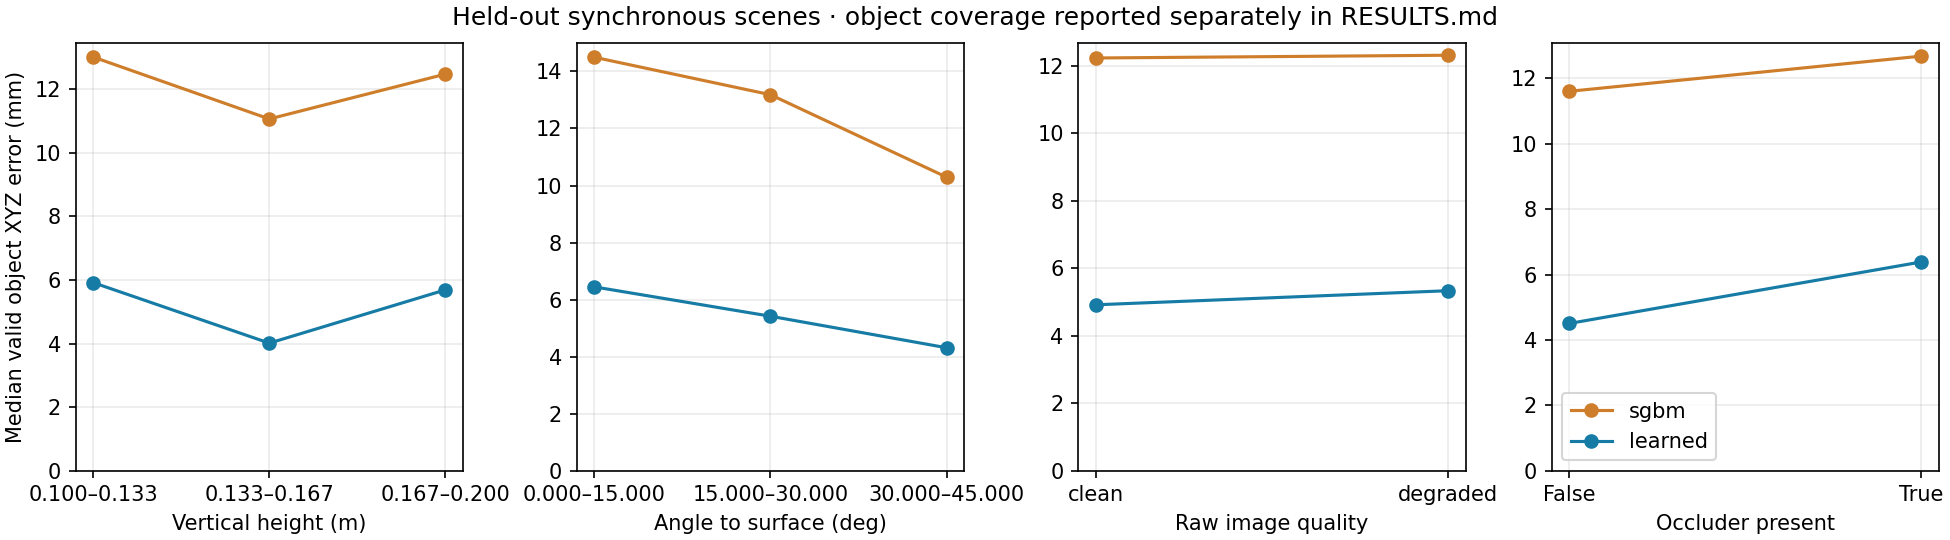 Held-out synchronous scenes · object coverage reported separately in RESULTS.md
Median valid object XYZ error (mm)
12
10
8
6
4
2
0
0.100–0.133 0.133–0.167 0.167–0.200
Vertical height (m)
14
12
10
8
6
4
2
0
0.000–15.000 15.000–30.000 30.000–45.000
Angle to surface (deg)
12
10
8
6
4
2
0
clean degraded
Raw image quality
12
10
8
6
4
2
0
sgbm
learned
False True
Occluder present